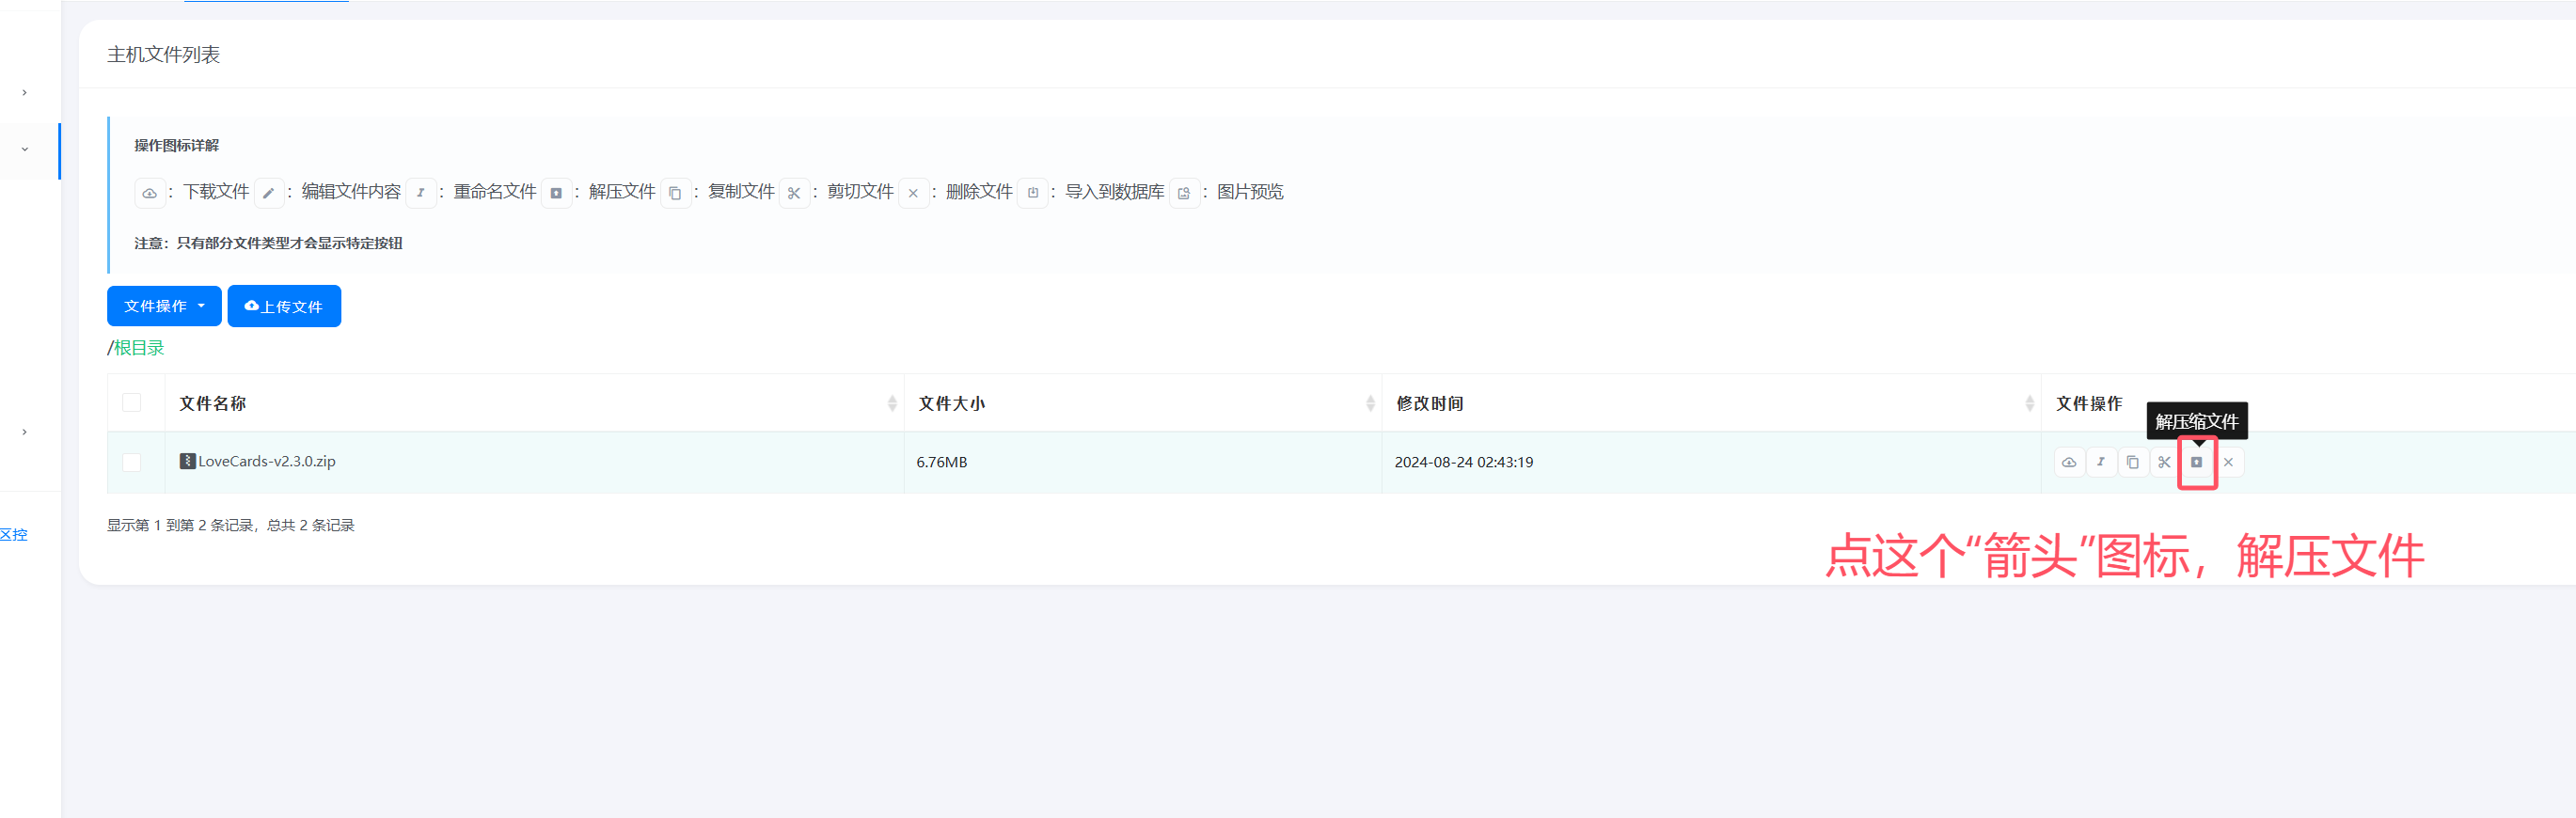 主机文件列表
操作图标详解
：下载文件 ：编辑文件内容 ：重命名文件 ：解压文件 ：复制文件 ：剪切文件 ：删除文件 ：导入到数据库 ：图片预览
注意：只有部分文件类型才会显示特定按钮
文件操作 上传文件
/根目录
文件名称 文件大小 修改时间 文件操作
解压缩文件
LoveCards-v2.3.0.zip 6.76MB 2024-08-24 02:43:19
显示第 1 到第 2 条记录，总共 2 条记录
区控
点这个“箭头”图标，解压文件